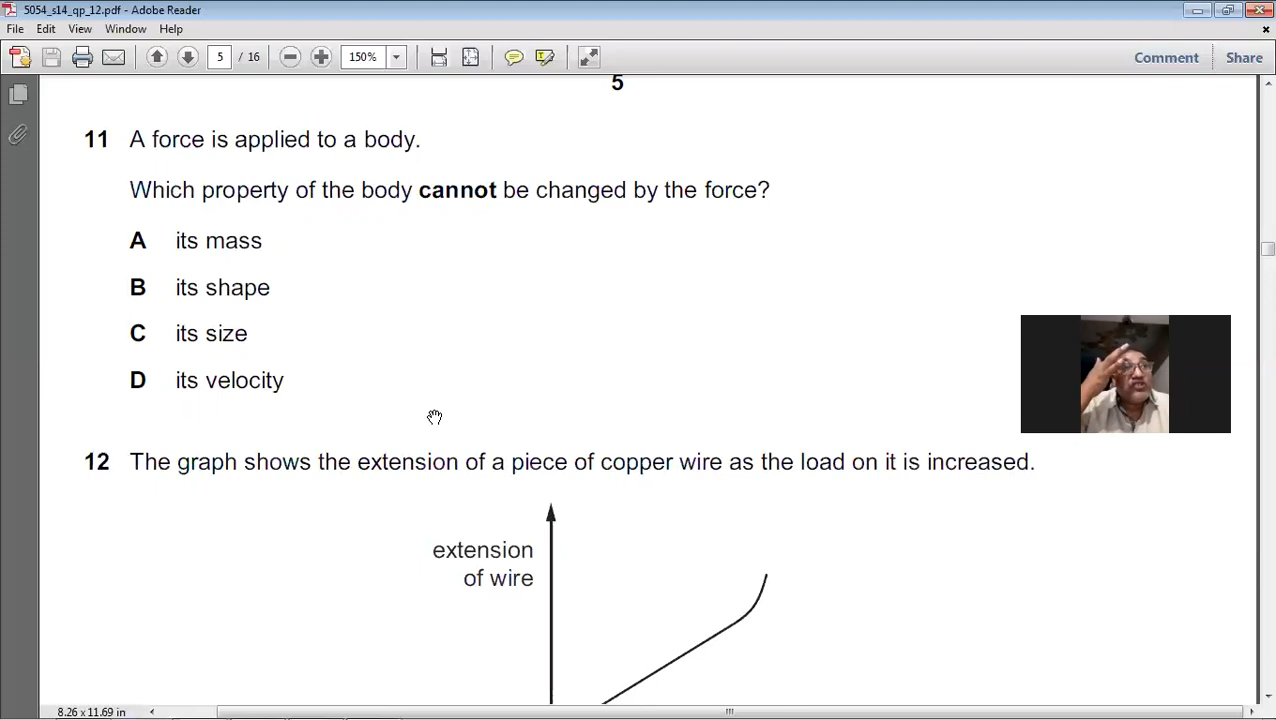 5054_s14_qp_12.pdf - Adobe Reader
File Edit View Window Help
5 / 16 150% Comment Share
5
11 A force is applied to a body.
Which property of the body cannot be changed by the force?
A its mass
B its shape
C its size
D its velocity
12 The graph shows the extension of a piece of copper wire as the load on it is increased.
extension
of wire
8.26 x 11.69 in